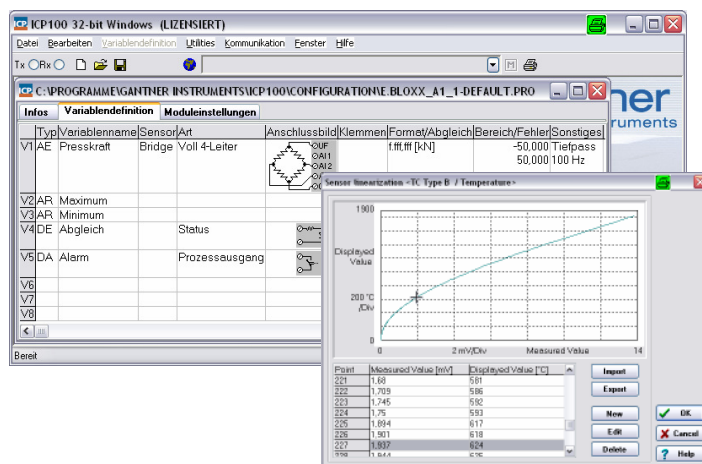 ICP100 32-bit Windows (LIZENSIERT)
Datei Bearbeiten Variablendefinition Utilities Kommunikation Fenster Hilfe
Tx Rx
C:\PROGRAMME\GANTNER INSTRUMENTS\ICP100\CONFIGURATION\E.BLOXX_A1_1-DEFAULT.PRO
Infos Variablendefinition Moduleinstellungen
Typ Variablenname Sensor Art Anschlussbild Klemmen Format/Abgleich Bereich/Fehler Sonstiges
V1 AE Presskraft Bridge Voll 4-Leiter f.fff,fff [kN] -50,000 Tiefpass
50,000 100 Hz
V2 AR Maximum
V3 AR Minimum
V4 DE Abgleich Status
V5 DA Alarm Prozessausgang
V6
V7
V8
Bereit
ner
ruments
Sensor linearization <TC Type B / Temperature>
1900
Displayed
Value
200 °C
/Div
0
0 2 mV/Div Measured Value 14
Point Measured Value [mV] Displayed Value [°C]
221 1,68 581
222 1,709 586
223 1,745 592
224 1,75 593
225 1,894 617
226 1,901 618
227 1,937 624
228 1,944 625
Import
Export
New
Edit
Delete
OK
Cancel
Help